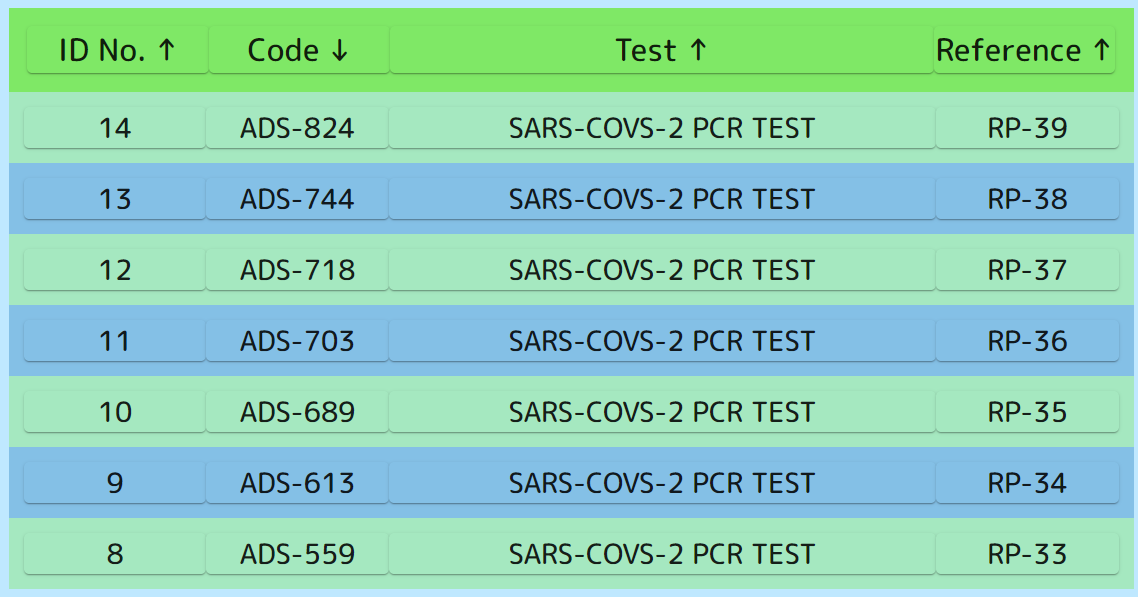 ID No. ↑ Code ↓ Test ↑ Reference ↑
14 ADS-824 SARS-COVS-2 PCR TEST RP-39
13 ADS-744 SARS-COVS-2 PCR TEST RP-38
12 ADS-718 SARS-COVS-2 PCR TEST RP-37
11 ADS-703 SARS-COVS-2 PCR TEST RP-36
10 ADS-689 SARS-COVS-2 PCR TEST RP-35
9 ADS-613 SARS-COVS-2 PCR TEST RP-34
8 ADS-559 SARS-COVS-2 PCR TEST RP-33